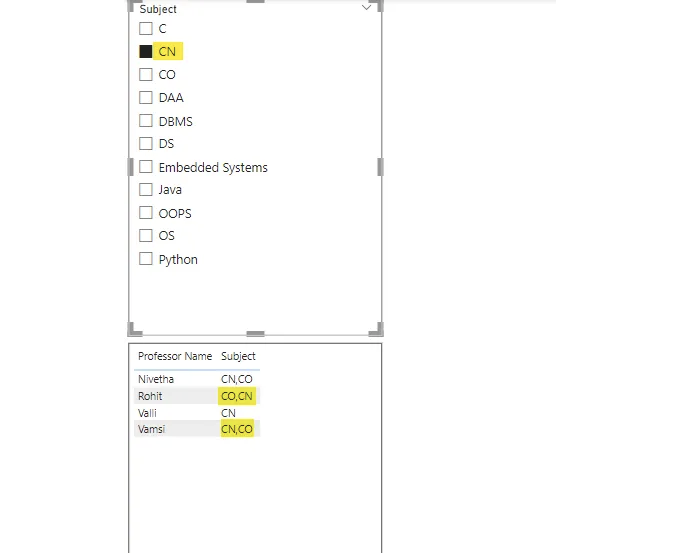 Subject
C
CN
CO
DAA
DBMS
DS
Embedded Systems
Java
OOPS
OS
Python
Professor Name Subject
Nivetha CN,CO
Rohit CO,CN
Valli CN
Vamsi CN,CO